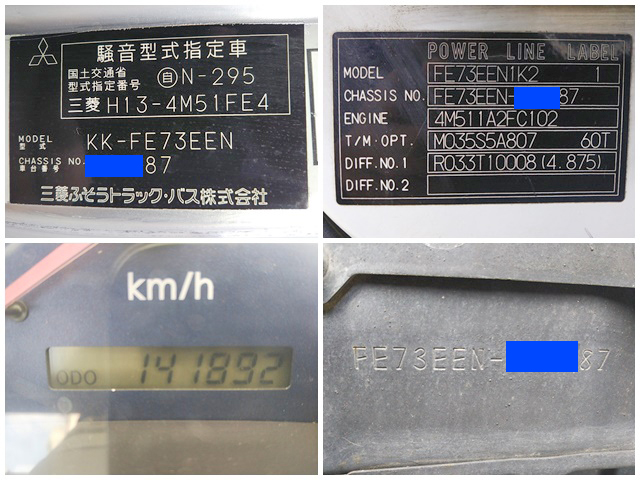 騒音型式指定車
国土交通省
型式指定番号 自N-295
三菱 H13-4M51FE4
MODEL
型式 KK-FE73EEN
CHASSIS NO.
車台番号 87
三菱ふそうトラック・バス株式会社
POWER LINE LABEL
MODEL FE73EEN1K2 1
CHASSIS NO. FE73EEN- 87
ENGINE 4M511A2FC102
T/M・OPT. M035S5A807 60T
DIFF.NO.1 R033T10008(4.875)
DIFF.NO.2
km/h
ODO 141892
FE73EEN- 87